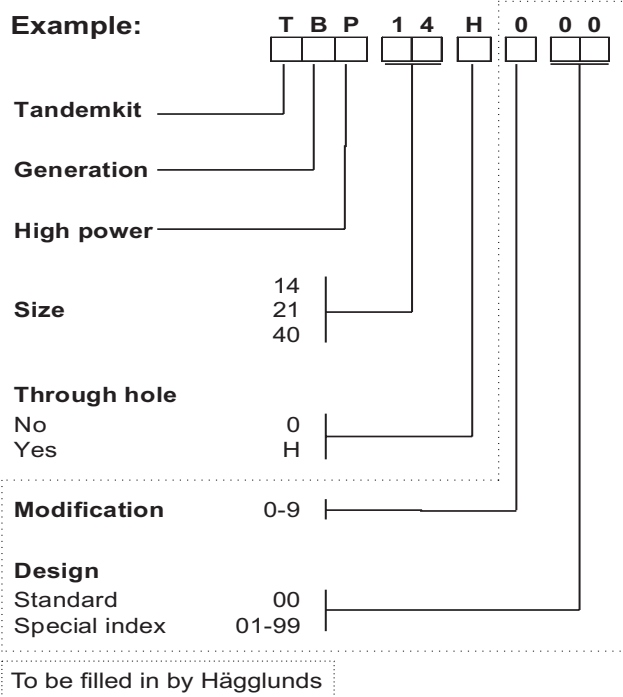 Example: T B P 1 4 H 0 0 0
Tandemkit
Generation
High power
14
Size 21
40
Through hole
No 0
Yes H
Modification 0-9
Design
Standard 00
Special index 01-99
To be filled in by Hägglunds